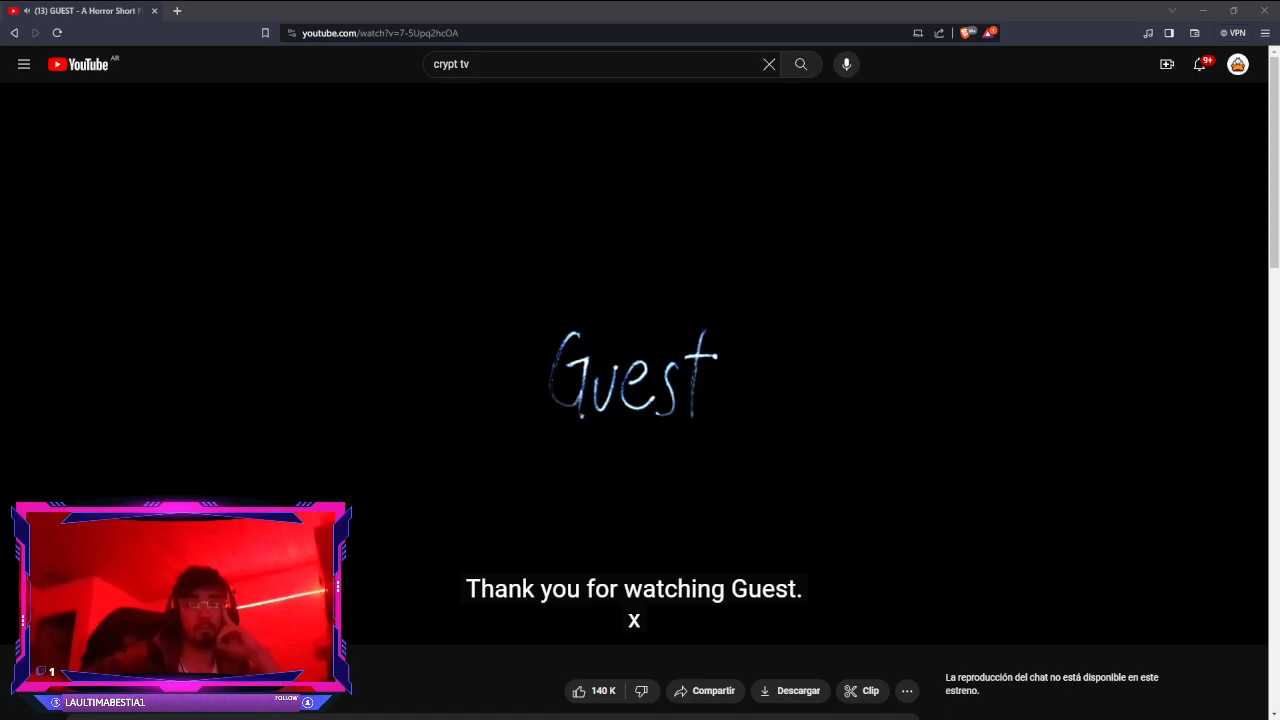 (13) GUEST - A Horror Short F
youtube.com/watch?v=7-5Upq2hcOA
VPN
YouTube AR
crypt tv
9+
Guest
Thank you for watching Guest.
x
1
FOLLOW
LAULTIMABESTIA1
140 K
Compartir
Descargar
Clip
La reproducción del chat no está disponible en este
estreno.